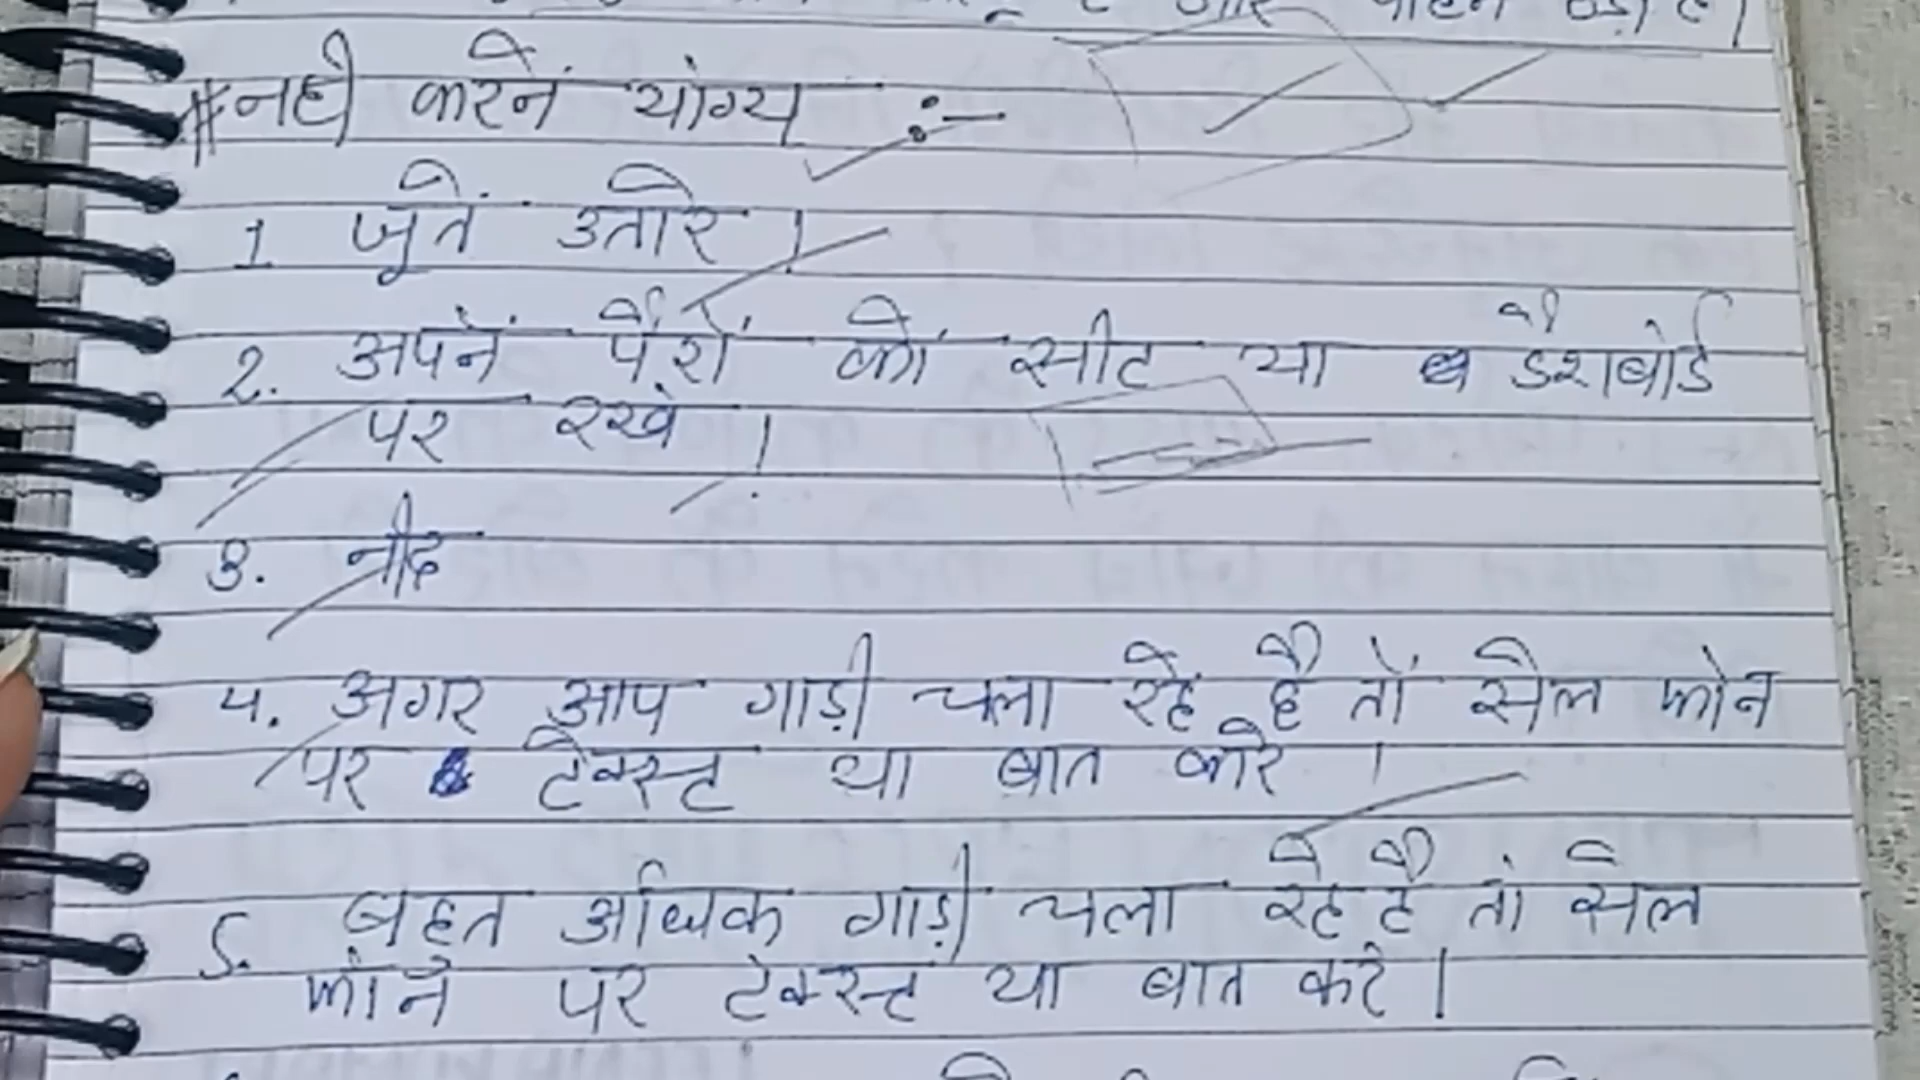 #नही करने योग्य :-
1 जूते उतारे ।
2. अपने पैरों को सीट या डैशबोर्ड
पर रखे ।
3. नीद
4. अगर आप गाड़ी चला रहे है तो सैल फोन
पर टेक्स्ट या बात करे ।
5. बहुत अधिक गाड़ी चला रहे है तो सेल
फोन पर टेक्स्ट या बात करे ।